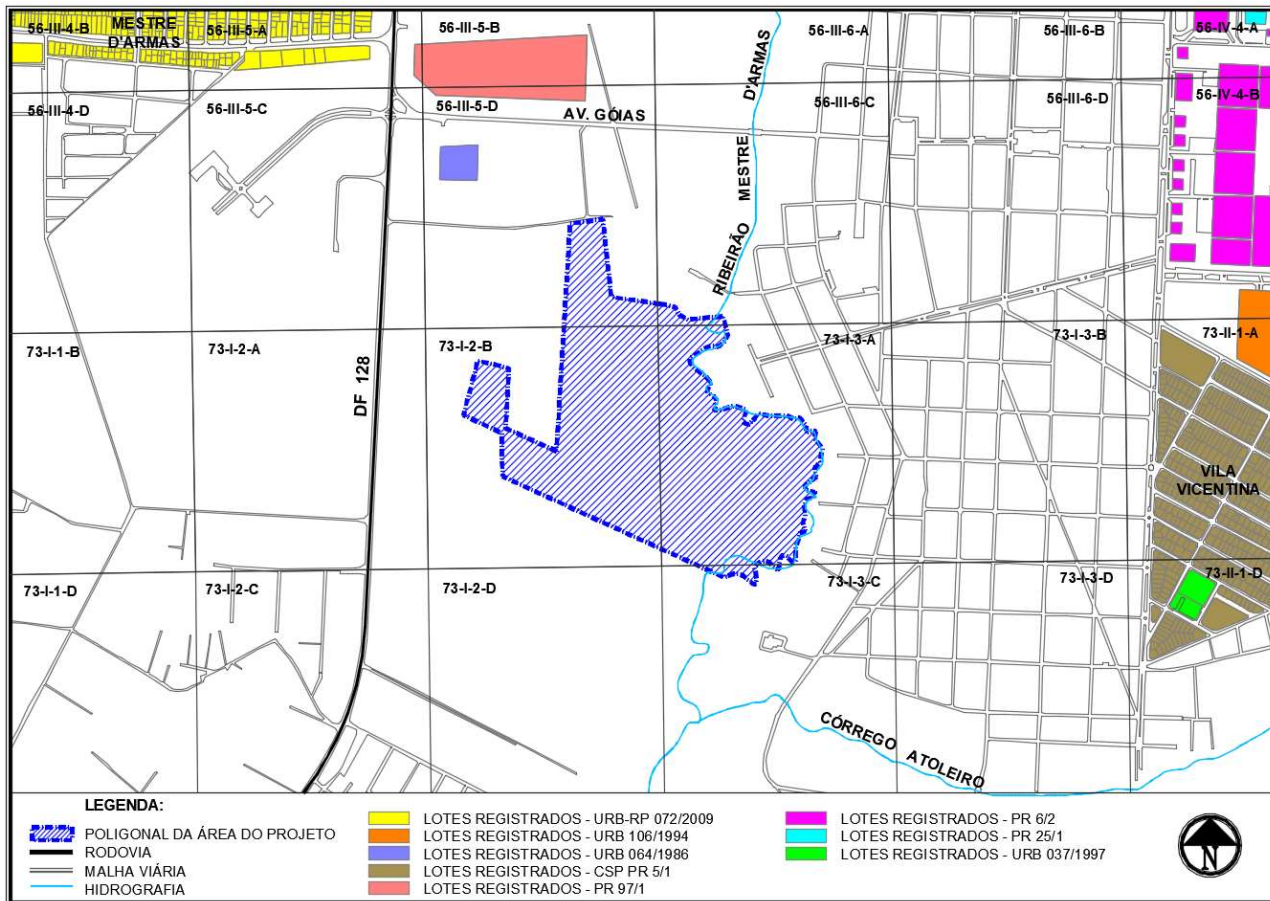 56-III-4-B
MESTRE
D'ARMAS
56-III-5-A
56-III-5-B
56-III-6-A
56-III-6-B
56-IV-4-A
56-III-4-D
56-III-5-C
56-III-5-D
AV. GÓIAS
RIBEIRÃO MESTRE D'ARMAS
56-III-6-C
56-III-6-D
56-IV-4-B
73-I-1-B
73-I-2-A
DF 128
73-I-2-B
73-I-3-A
73-I-3-B
73-II-1-A
VILA
VICENTINA
73-I-1-D
73-I-2-C
73-I-2-D
73-I-3-C
73-I-3-D
73-II-1-D
CÓRREGO ATOLEIRO
LEGENDA:
POLIGONAL DA ÁREA DO PROJETO
RODOVIA
MALHA VIÁRIA
HIDROGRAFIA
LOTES REGISTRADOS - URB-RP 072/2009
LOTES REGISTRADOS - URB 106/1994
LOTES REGISTRADOS - URB 064/1986
LOTES REGISTRADOS - CSP PR 5/1
LOTES REGISTRADOS - PR 97/1
LOTES REGISTRADOS - PR 6/2
LOTES REGISTRADOS - PR 25/1
LOTES REGISTRADOS - URB 037/1997
N